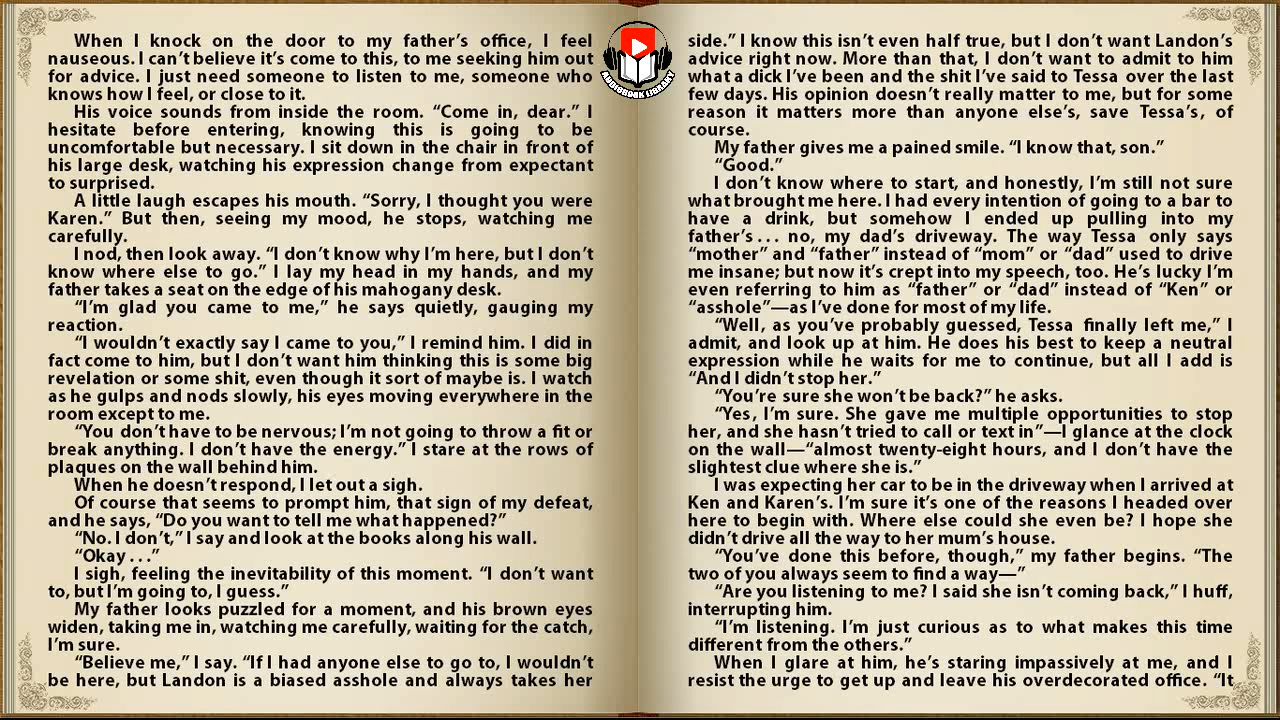 When I knock on the door to my father's office, I feel
nauseous. I can't believe it's come to this, to me seeking him out
for advice. I just need someone to listen to me, someone who
knows how I feel, or close to it.
His voice sounds from inside the room. “Come in, dear.” I
hesitate before entering, knowing this is going to be
uncomfortable but necessary. I sit down in the chair in front of
his large desk, watching his expression change from expectant
to surprised.
A little laugh escapes his mouth. “Sorry, I thought you were
Karen.” But then, seeing my mood, he stops, watching me
carefully.
I nod, then look away. “I don’t know why I’m here, but I don’t
know where else to go.” I lay my head in my hands, and my
father takes a seat on the edge of his mahogany desk.
“I’m glad you came to me,” he says quietly, gauging my
reaction.
“I wouldn’t exactly say I came to you,” I remind him. I did in
fact come to him, but I don’t want him thinking this is some big
revelation or some shit, even though it sort of maybe is. I watch
as he gulps and nods slowly, his eyes moving everywhere in the
room except to me.
“You don’t have to be nervous; I’m not going to throw a fit or
break anything. I don’t have the energy.” I stare at the rows of
plaques on the wall behind him.
When he doesn’t respond, I let out a sigh.
Of course that seems to prompt him, that sign of my defeat,
and he says, “Do you want to tell me what happened?”
“No. I don’t,” I say and look at the books along his wall.
“Okay . . .”
I sigh, feeling the inevitability of this moment. “I don’t want
to, but I’m going to, I guess.”
My father looks puzzled for a moment, and his brown eyes
widen, taking me in, watching me carefully, waiting for the catch,
I’m sure.
“Believe me,” I say. “If I had anyone else to go to, I wouldn’t
be here, but Landon is a biased asshole and always takes her
AUDIOBOOK LIBRARY
side.” I know this isn’t even half true, but I don’t want Landon’s
advice right now. More than that, I don’t want to admit to him
what a dick I’ve been and the shit I’ve said to Tessa over the last
few days. His opinion doesn’t really matter to me, but for some
reason it matters more than anyone else’s, save Tessa’s, of
course.
My father gives me a pained smile. “I know that, son.”
“Good.”
I don’t know where to start, and honestly, I’m still not sure
what brought me here. I had every intention of going to a bar to
have a drink, but somehow I ended up pulling into my
father’s . . . no, my dad’s driveway. The way Tessa only says
“mother” and “father” instead of “mom” or “dad” used to drive
me insane; but now it’s crept into my speech, too. He’s lucky I’m
even referring to him as “father” or “dad” instead of “Ken” or
“asshole”—as I’ve done for most of my life.
“Well, as you’ve probably guessed, Tessa finally left me,” I
admit, and look up at him. He does his best to keep a neutral
expression while he waits for me to continue, but all I add is
“And I didn’t stop her.”
“You’re sure she won’t be back?” he asks.
“Yes, I’m sure. She gave me multiple opportunities to stop
her, and she hasn’t tried to call or text in”—I glance at the clock
on the wall—“almost twenty-eight hours, and I don’t have the
slightest clue where she is.”
I was expecting her car to be in the driveway when I arrived at
Ken and Karen’s. I’m sure it’s one of the reasons I headed over
here to begin with. Where else could she even be? I hope she
didn’t drive all the way to her mum’s house.
“You’ve done this before, though,” my father begins. “The
two of you always seem to find a way—”
“Are you listening to me? I said she isn’t coming back,” I huff,
interrupting him.
“I’m listening. I’m just curious as to what makes this time
different from the others.”
When I glare at him, he’s staring impassively at me, and I
resist the urge to get up and leave his overdecorated office. “It